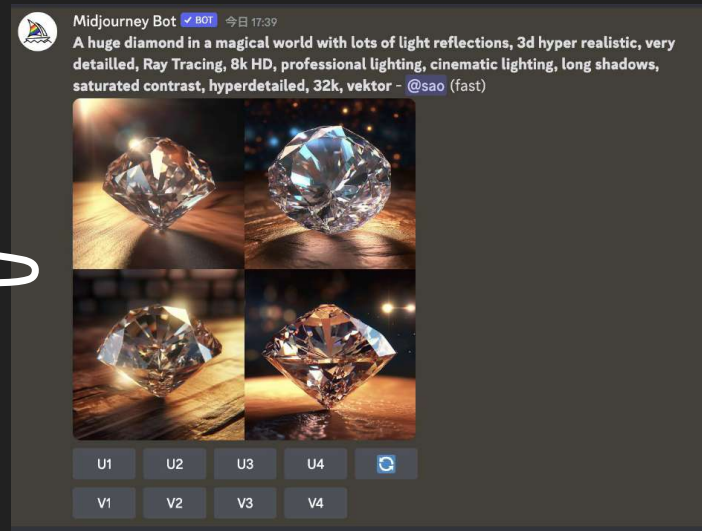 Midjourney Bot ✓ BOT 今日 17:39
A huge diamond in a magical world with lots of light reflections, 3d hyper realistic, very
detailled, Ray Tracing, 8k HD, professional lighting, cinematic lighting, long shadows,
saturated contrast, hyperdetailed, 32k, vektor - @sao (fast)
U1 U2 U3 U4
V1 V2 V3 V4